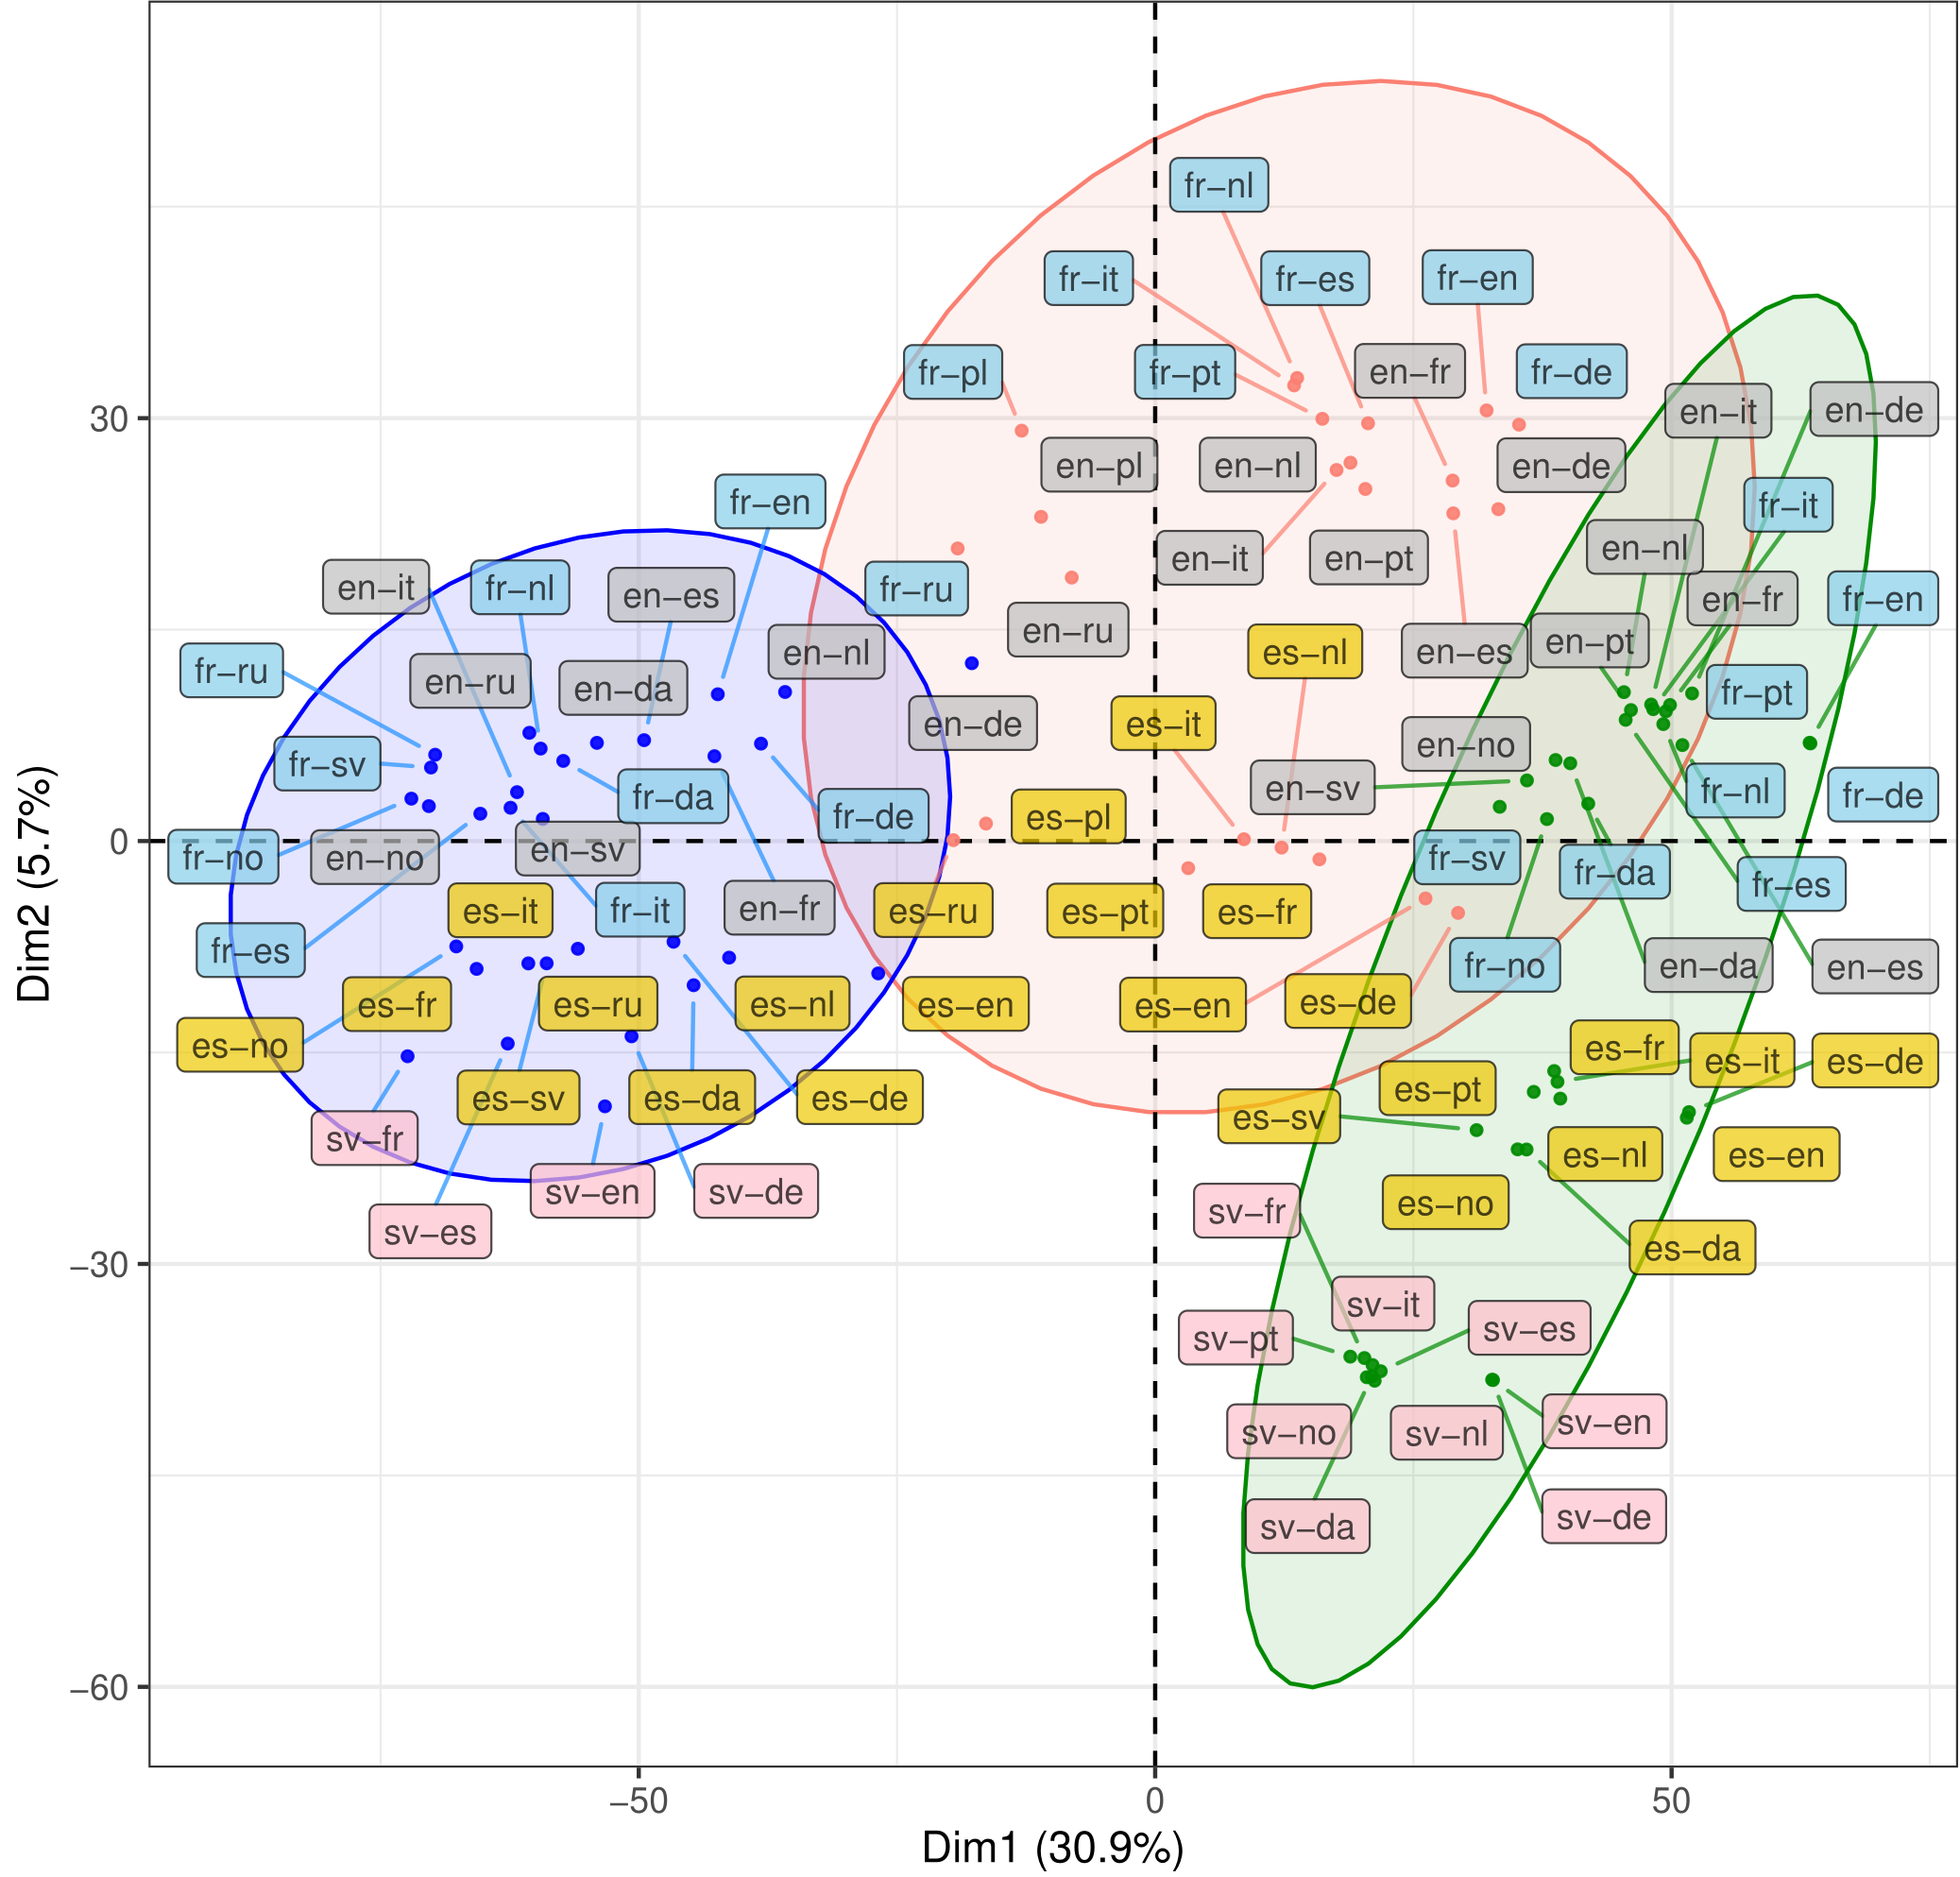 fr–nl
fr–it
fr–es
fr–en
fr–pl
fr–pt
en–fr
fr–de
en–it
en–de
30
en–pl
en–nl
en–de
fr–en
fr–it
en–it
en–pt
en–nl
en–it
fr–nl
en–es
fr–ru
en–fr
fr–en
en–ru
en–pt
fr–ru
en–ru
en–da
en–nl
es–nl
en–es
fr–pt
en–de
es–it
en–no
fr–sv
fr–da
fr–de
es–pl
en–sv
fr–nl
fr–de
0
fr–no
en–no
en–sv
fr–sv
fr–da
fr–es
es–it
fr–it
en–fr
es–ru
es–pt
es–fr
fr–es
fr–no
en–da
en–es
es–no
es–fr
es–ru
es–nl
es–en
es–en
es–de
es–fr
es–it
es–de
es–sv
es–da
es–de
es–sv
es–pt
sv–fr
es–nl
es–en
sv–es
sv–en
sv–de
sv–fr
es–no
es–da
–30
sv–it
sv–pt
sv–es
sv–no
sv–nl
sv–en
sv–da
sv–de
–60
–50
0
50
Dim1 (30.9%)
Dim2 (5.7%)